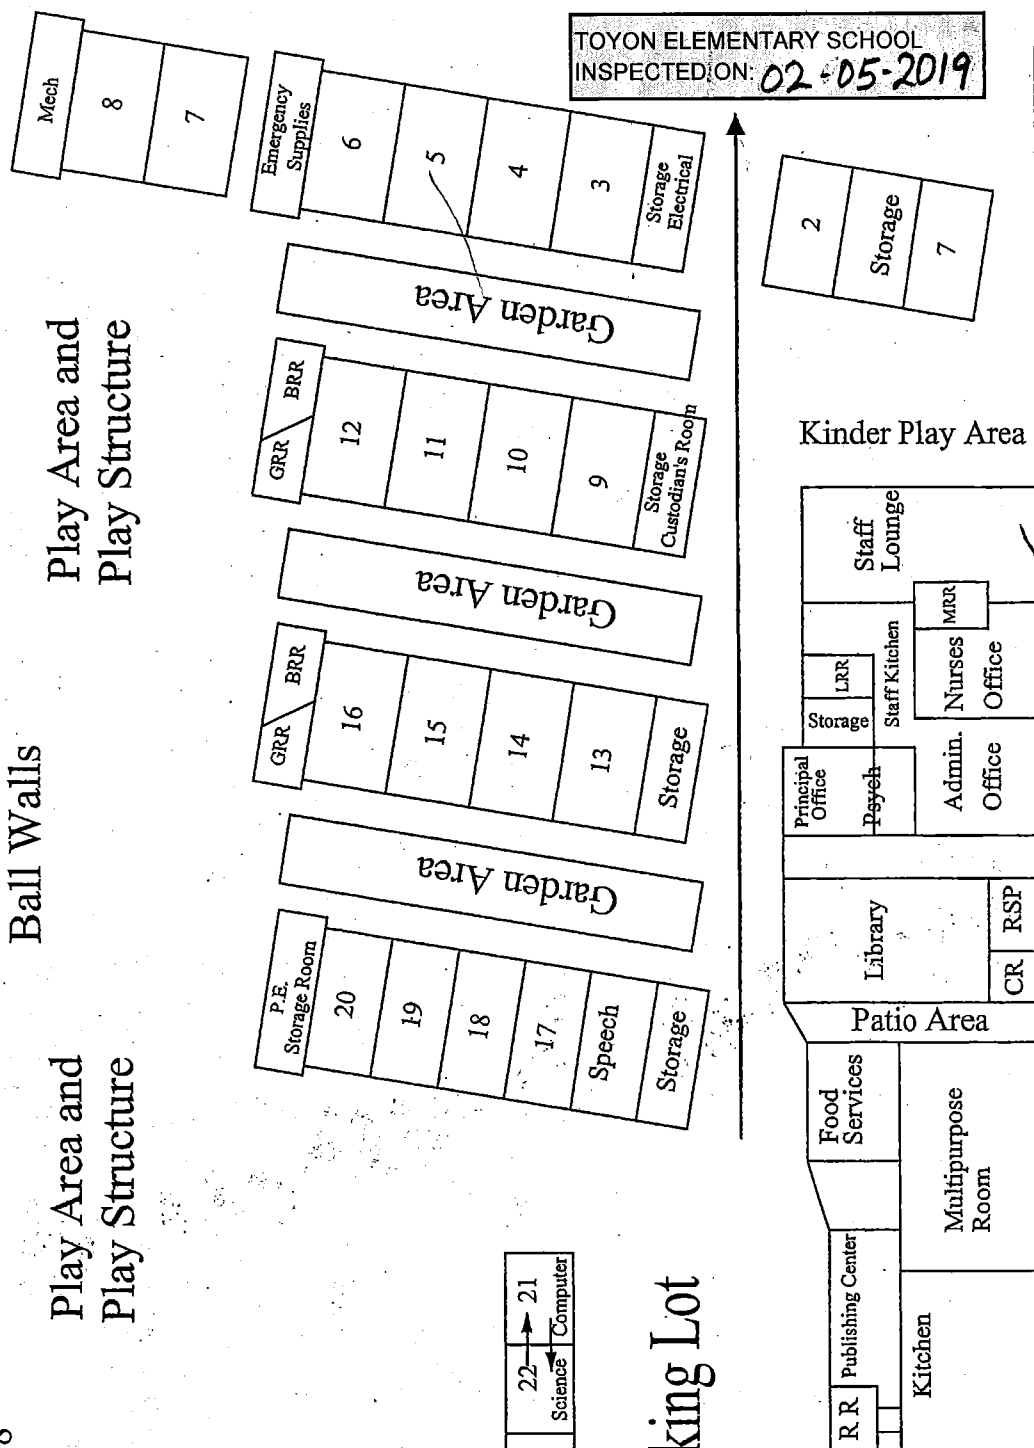 TOYON ELEMENTARY SCHOOL
INSPECTED ON: 02-05-2019
Mech
8
7
Emergency
Supplies
6
5
4
3
Storage
Electrical
Garden Area
2
Storage
7
Play Area and
Play Structure
GRR
BRR
12
11
10
9
Storage
Custodian's Room
Garden Area
Kinder Play Area
Ball Walls
GRR
BRR
16
15
14
13
Storage
Garden Area
Staff
Lounge
MRR
Nurses
Office
Staff Kitchen
LRR
Storage
Principal
Office
Psych
Admin.
Office
Play Area and
Play Structure
P.E.
Storage Room
20
19
18
17
Speech
Storage
Library
CR
RSP
Patio Area
Food
Services
Multipurpose
Room
22
21
Science
Computer
king Lot
Publishing Center
Kitchen
R R